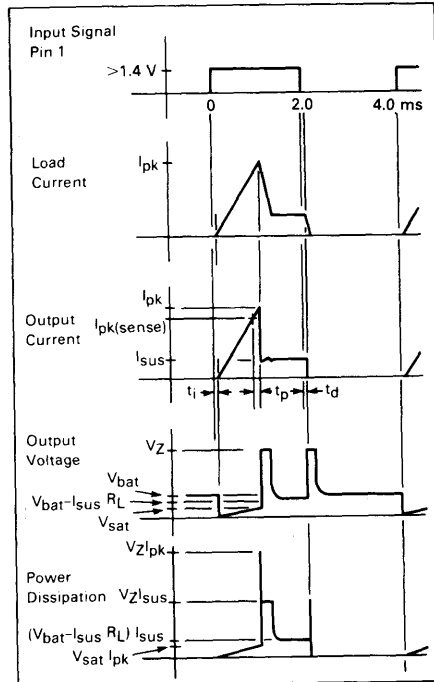 Input Signal
Pin 1
>1.4 V
0
2.0
4.0 ms
Load
Current
Ipk
Output
Current
Ipk
Ipk(sense)
Isus
ti
tp
td
Output
Voltage
VZ
Vbat
Vbat-Isus RL
Vsat
Power
Dissipation
VZIpk
VZIsus
(Vbat-Isus RL) Isus
Vsat Ipk